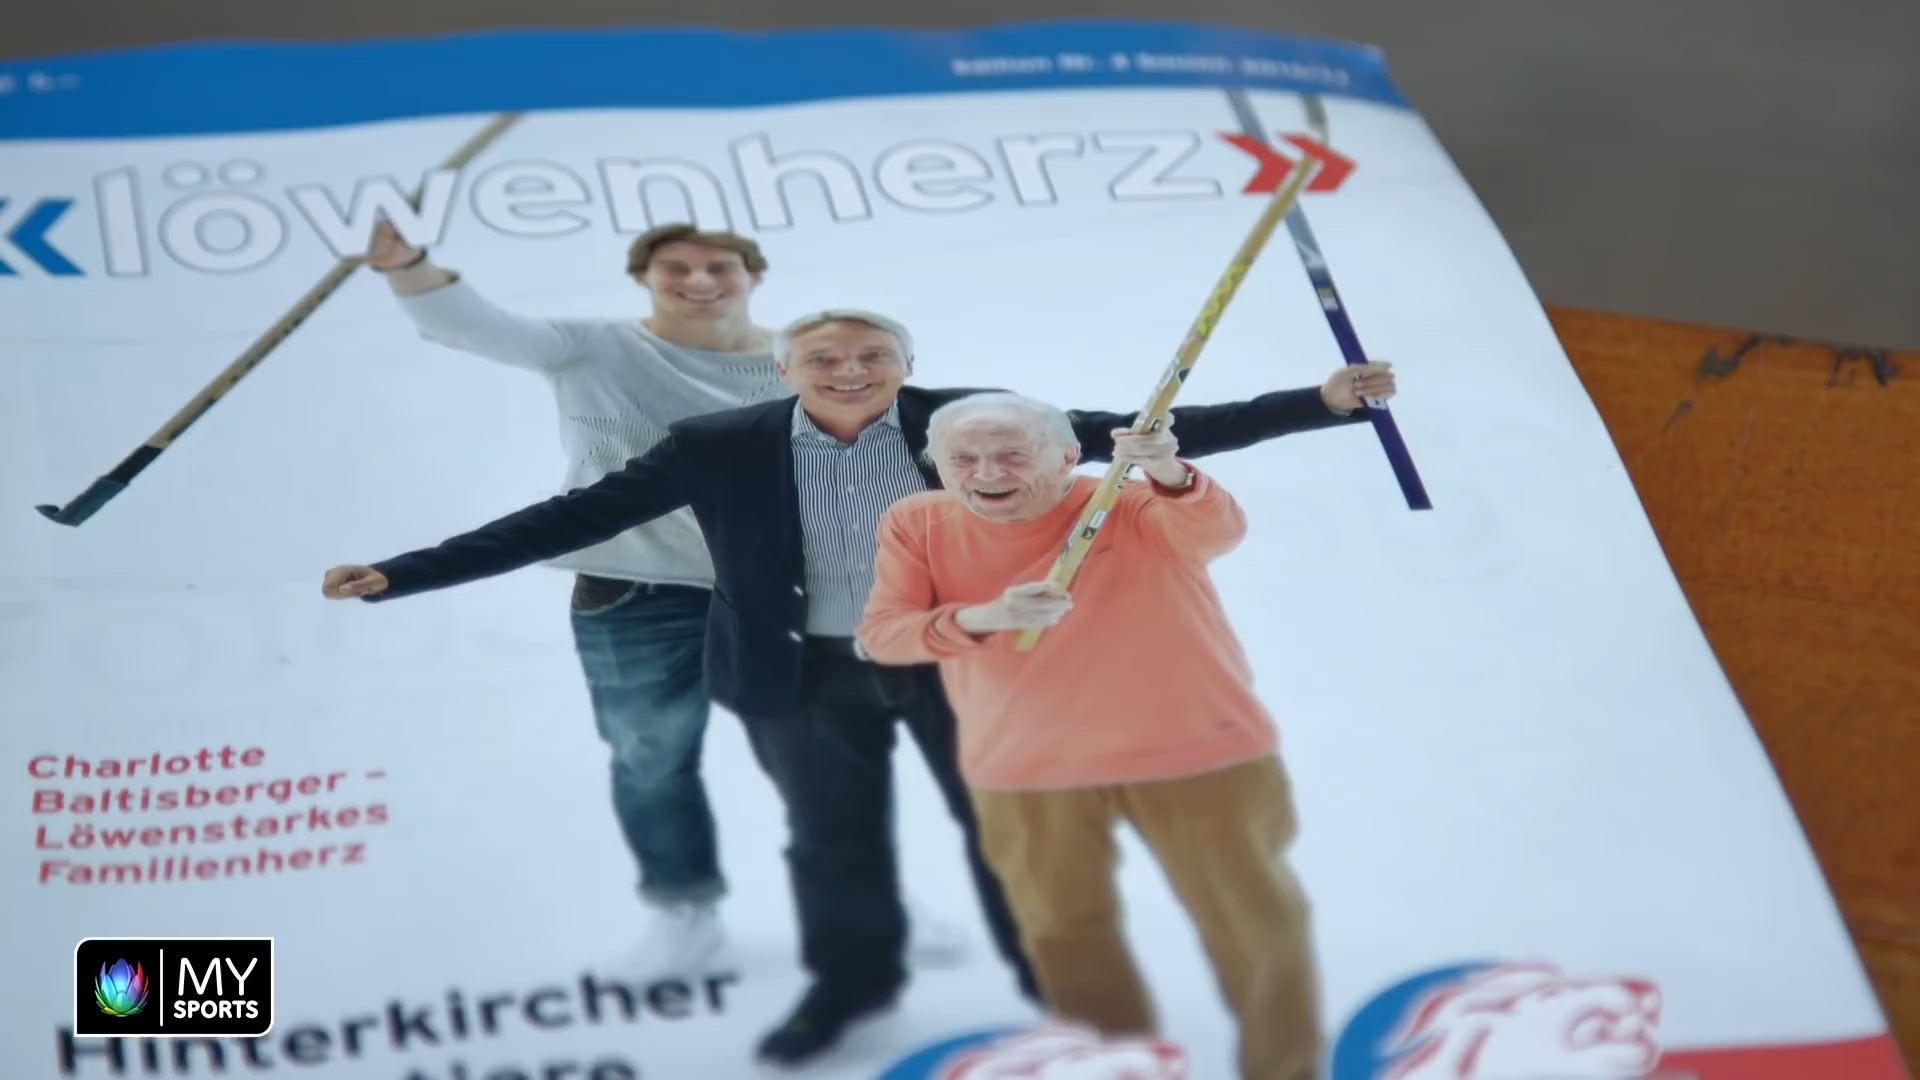 «löwenherz»
Charlotte
Baltisberger –
Löwenstarkes
Familienherz
Hinterkircher
MY
SPORTS